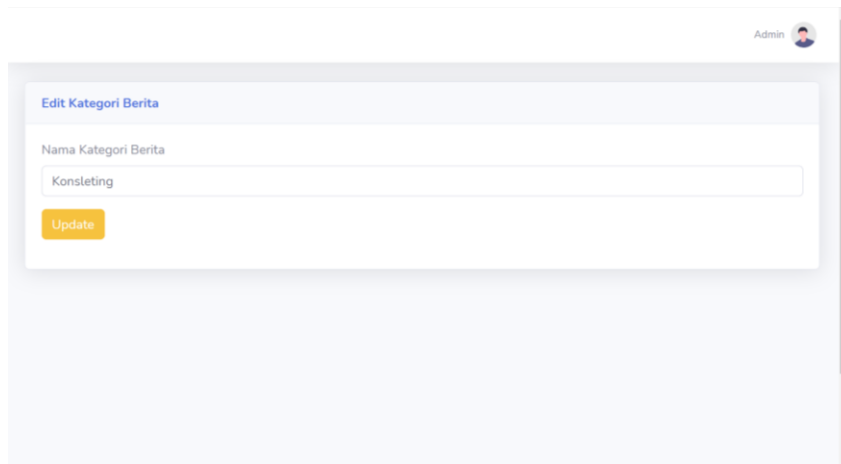 Admin
Edit Kategori Berita
Nama Kategori Berita
Konsleting
Update